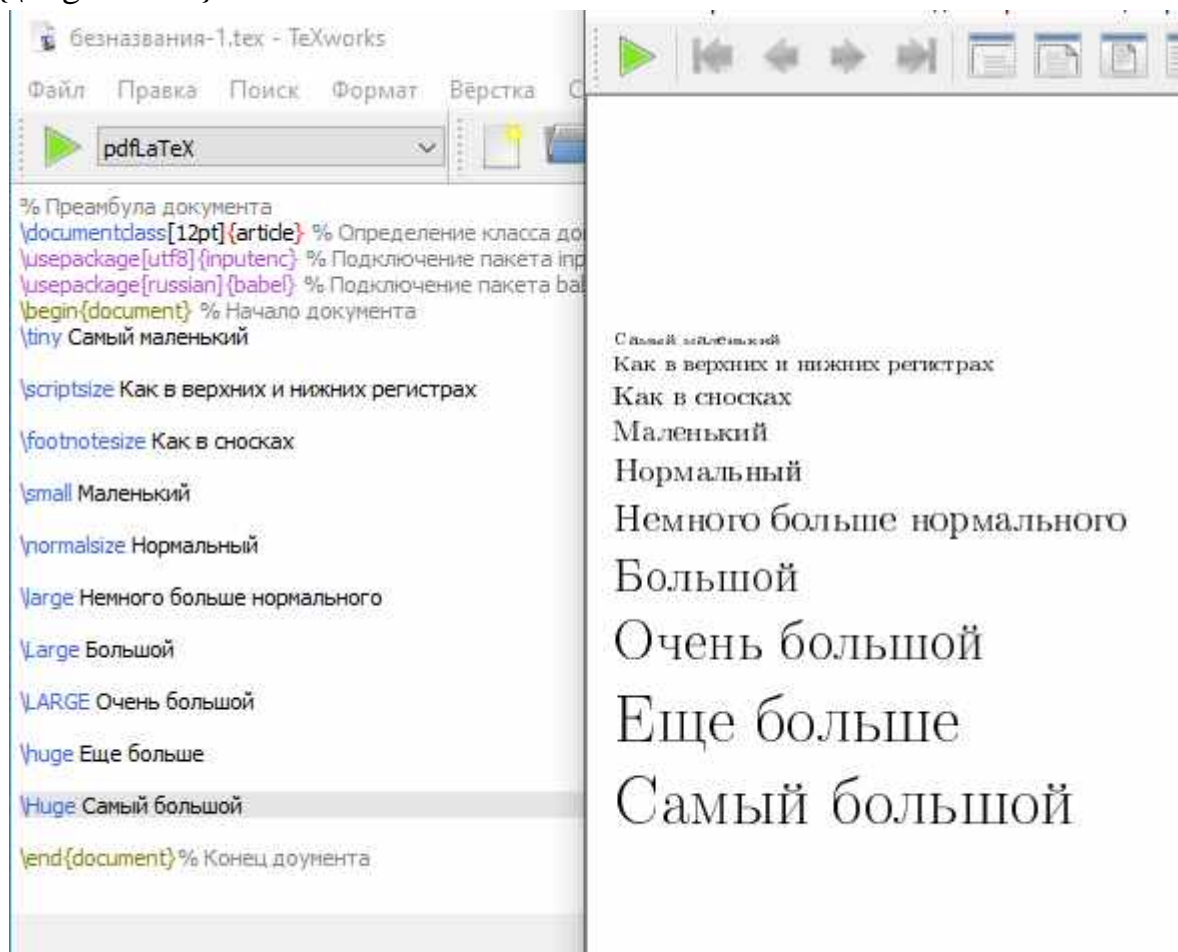 безназвания-1.tex - TeXworks
Файл Правка Поиск Формат Вёрстка С
pdfLaTeX
% Преамбула документа
\documentclass[12pt]{article} % Определение класса до
\usepackage[utf8]{inputenc} % Подключение пакета inp
\usepackage[russian]{babel} % Подключение пакета ba
\begin{document} % Начало документа
\tiny Самый маленький
\scriptsize Как в верхних и нижних регистрах
\footnotesize Как в сносках
\small Маленький
\normalsize Нормальный
\large Немного больше нормального
\Large Большой
\LARGE Очень большой
\huge Еще больше
\Huge Самый большой
\end{document}% Конец доумента
Самый маленький
Как в верхних и нижних регистрах
Как в сносках
Маленький
Нормальный
Немного больше нормального
Большой
Очень большой
Еще больше
Самый большой